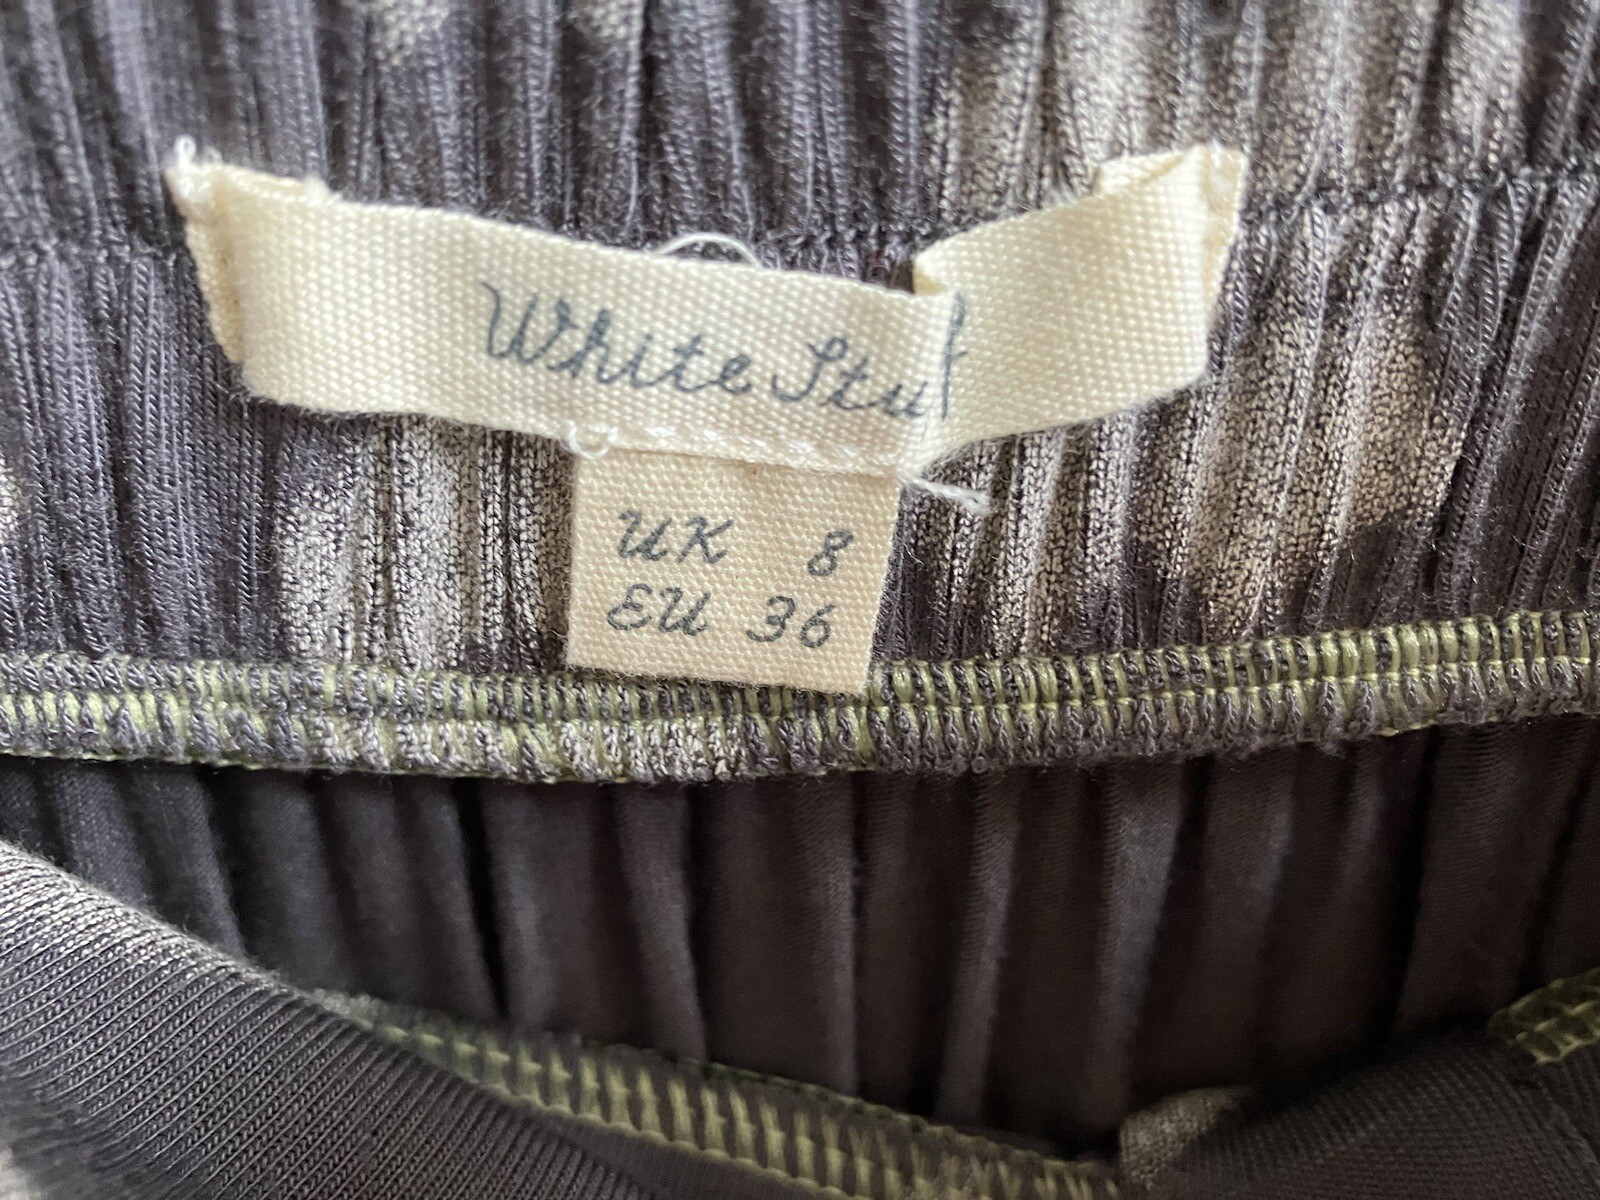 White Stuf
UK 8
EU 36